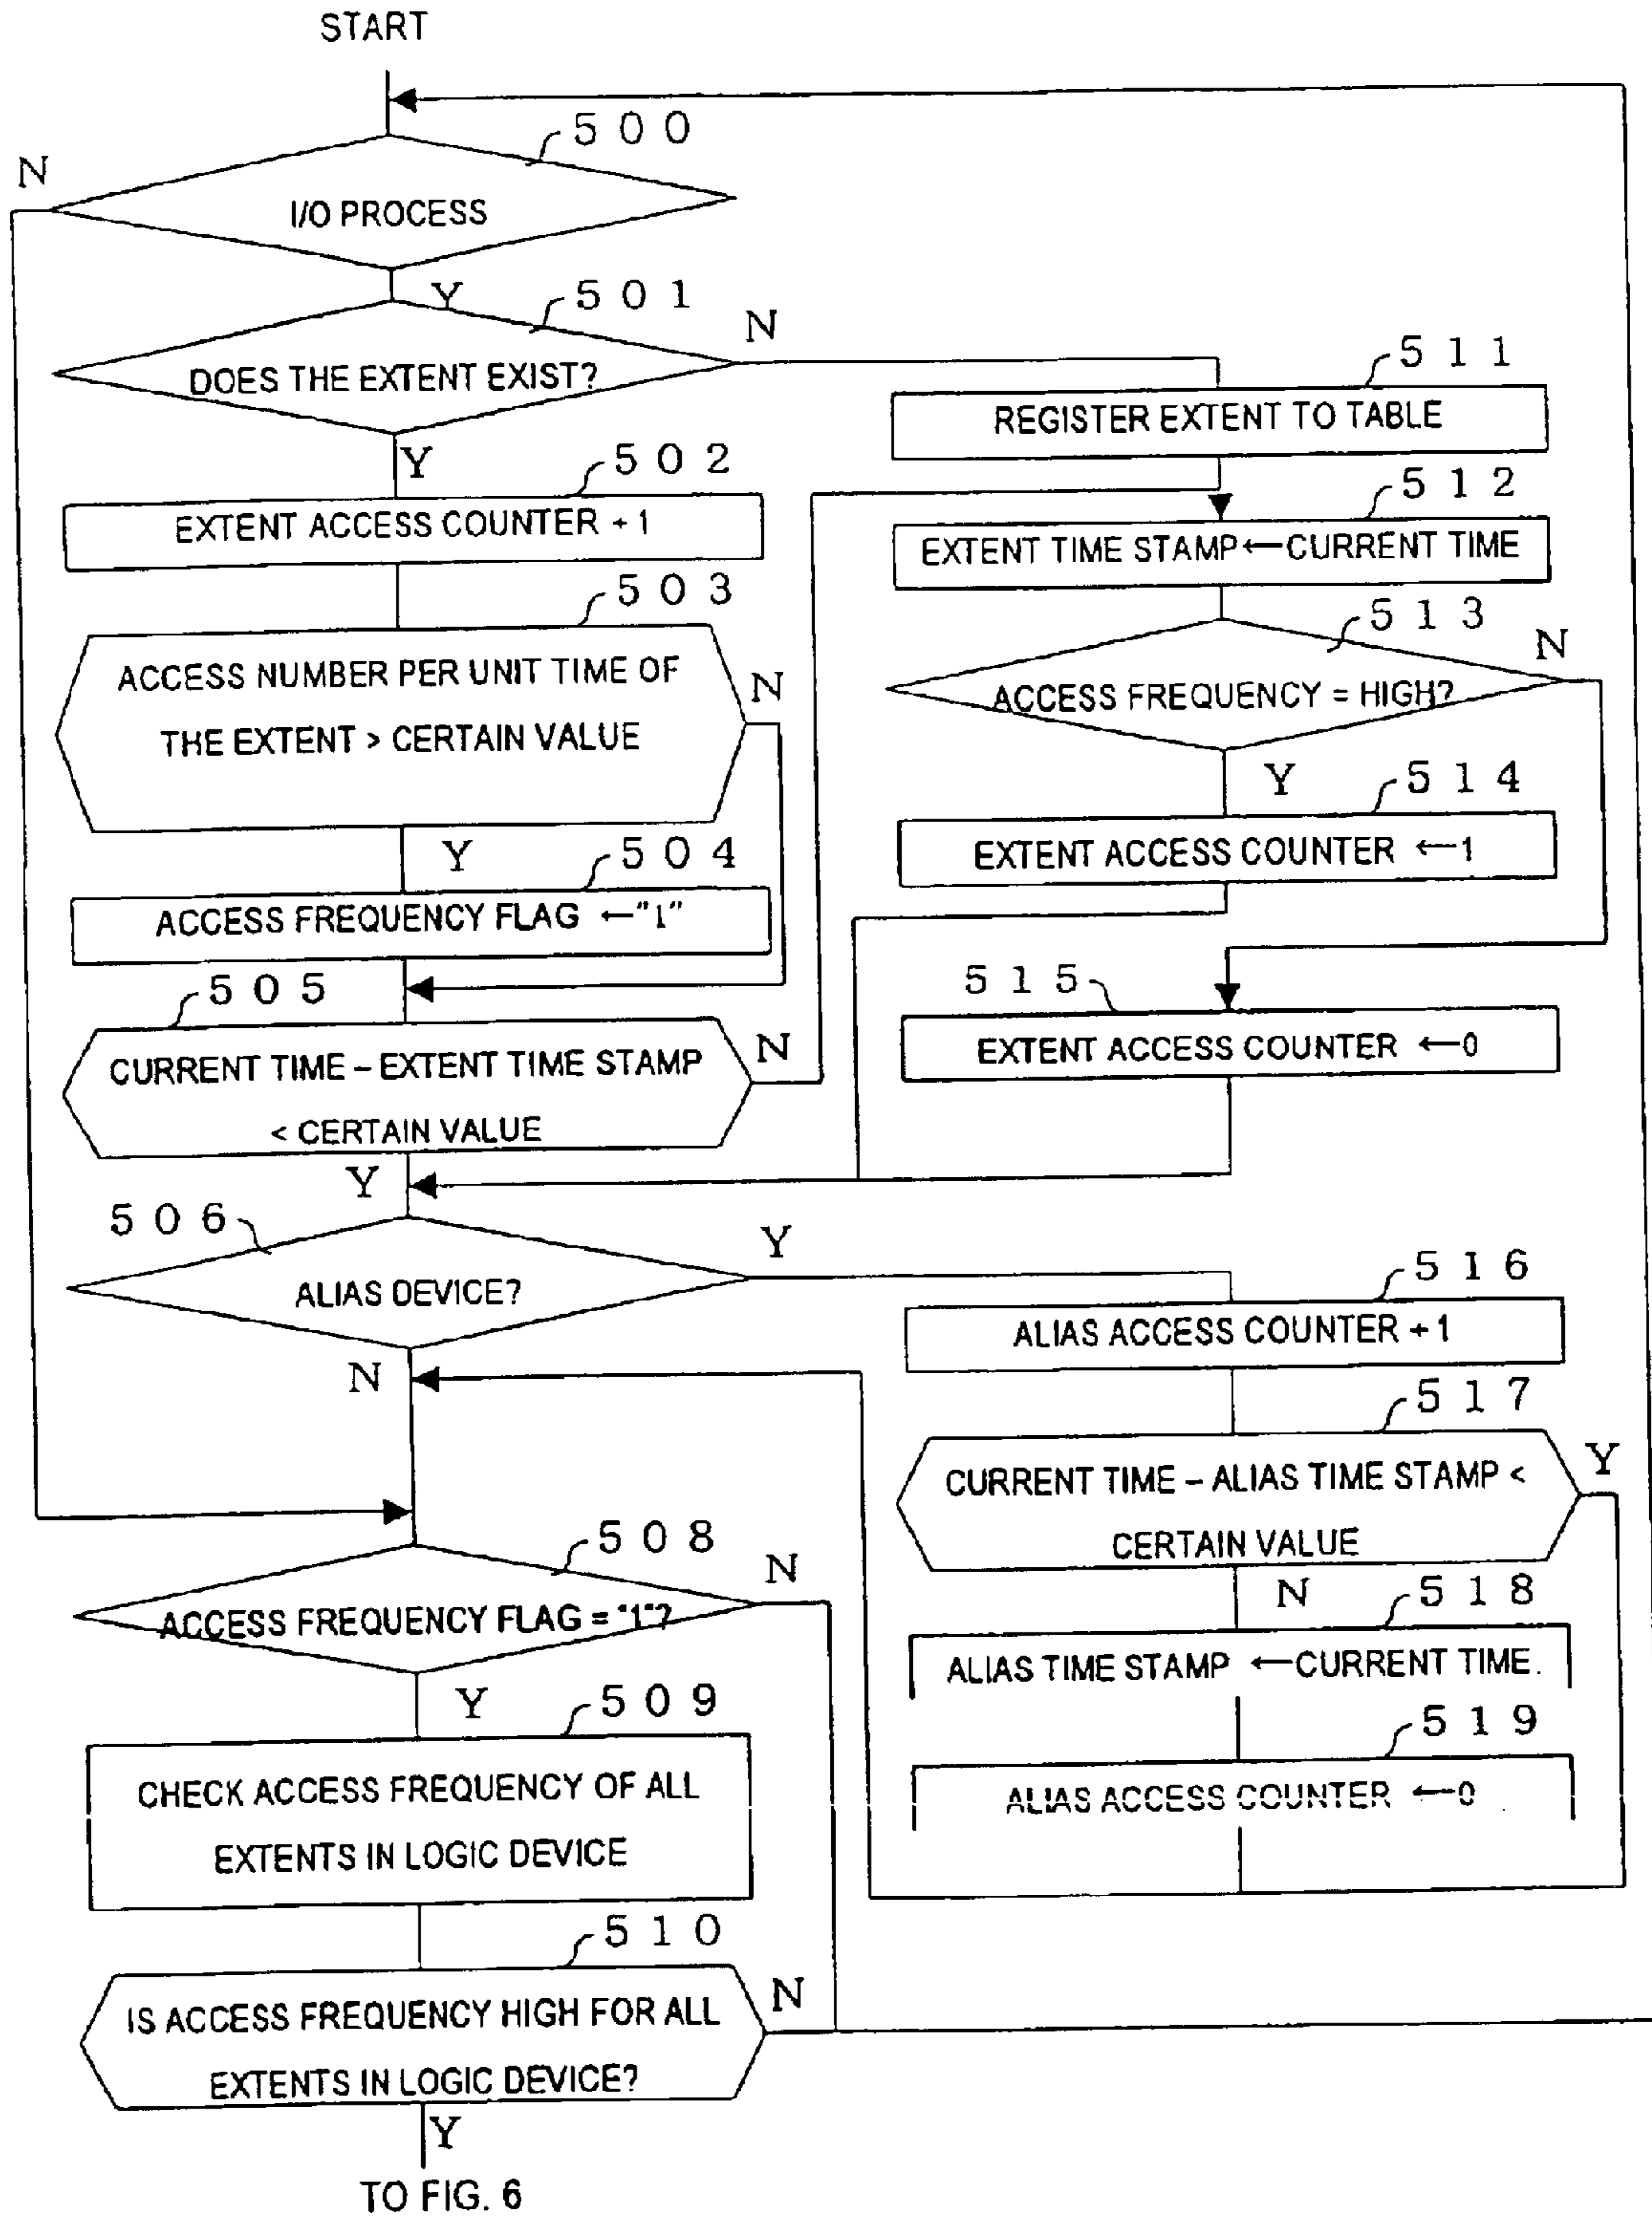 START
500
N
I/O PROCESS
Y
501
N
DOES THE EXTENT EXIST?
Y
511
REGISTER EXTENT TO TABLE
502
EXTENT ACCESS COUNTER + 1
512
EXTENT TIME STAMP←CURRENT TIME
503
ACCESS NUMBER PER UNIT TIME OF
THE EXTENT > CERTAIN VALUE
N
Y
513
N
ACCESS FREQUENCY = HIGH?
Y
514
EXTENT ACCESS COUNTER ←1
504
ACCESS FREQUENCY FLAG ←"1"
505
CURRENT TIME – EXTENT TIME STAMP
< CERTAIN VALUE
N
Y
515
EXTENT ACCESS COUNTER ←0
506
Y
ALIAS DEVICE?
N
516
ALIAS ACCESS COUNTER + 1
517
Y
CURRENT TIME – ALIAS TIME STAMP <
CERTAIN VALUE
N
508
N
ACCESS FREQUENCY FLAG = "1"?
Y
518
ALIAS TIME STAMP ←CURRENT TIME.
509
CHECK ACCESS FREQUENCY OF ALL
EXTENTS IN LOGIC DEVICE
519
ALIAS ACCESS COUNTER ←0
510
N
IS ACCESS FREQUENCY HIGH FOR ALL
EXTENTS IN LOGIC DEVICE?
Y
TO FIG. 6